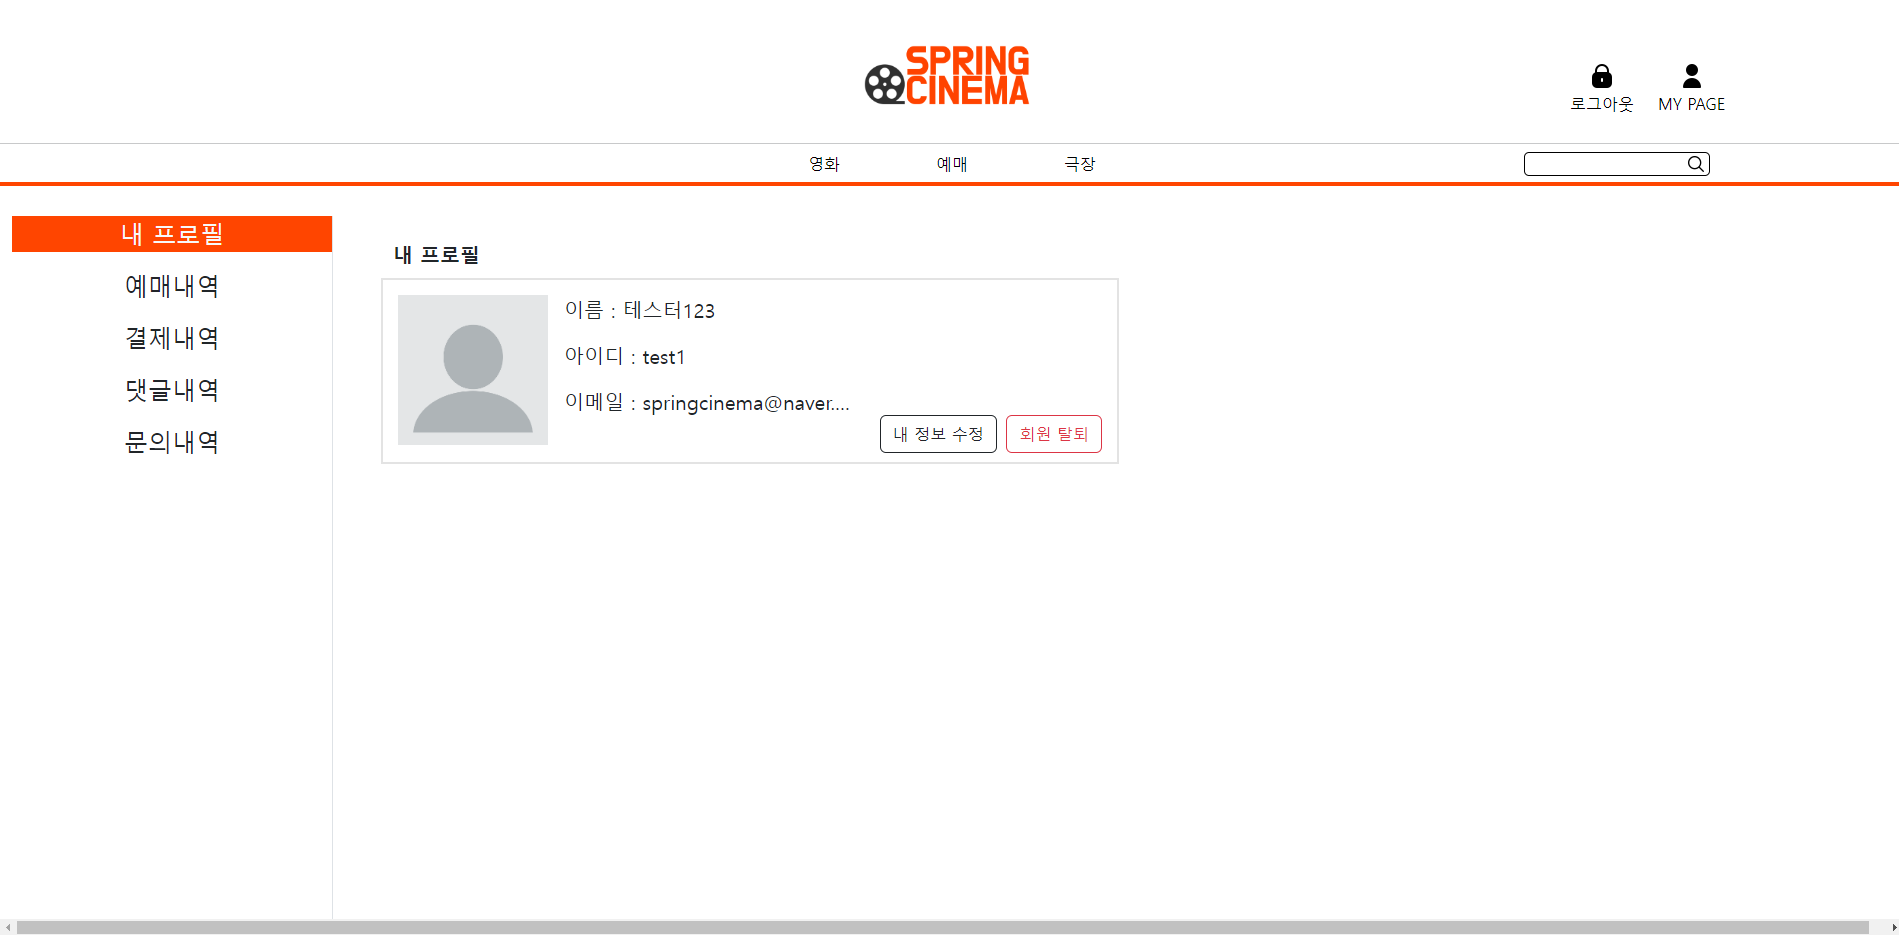 SPRING
CINEMA
로그아웃
MY PAGE
영화
예매
극장
내 프로필
예매내역
결제내역
댓글내역
문의내역
내 프로필
이름 : 테스터123
아이디 : test1
이메일 : springcinema@naver....
내 정보 수정
회원 탈퇴